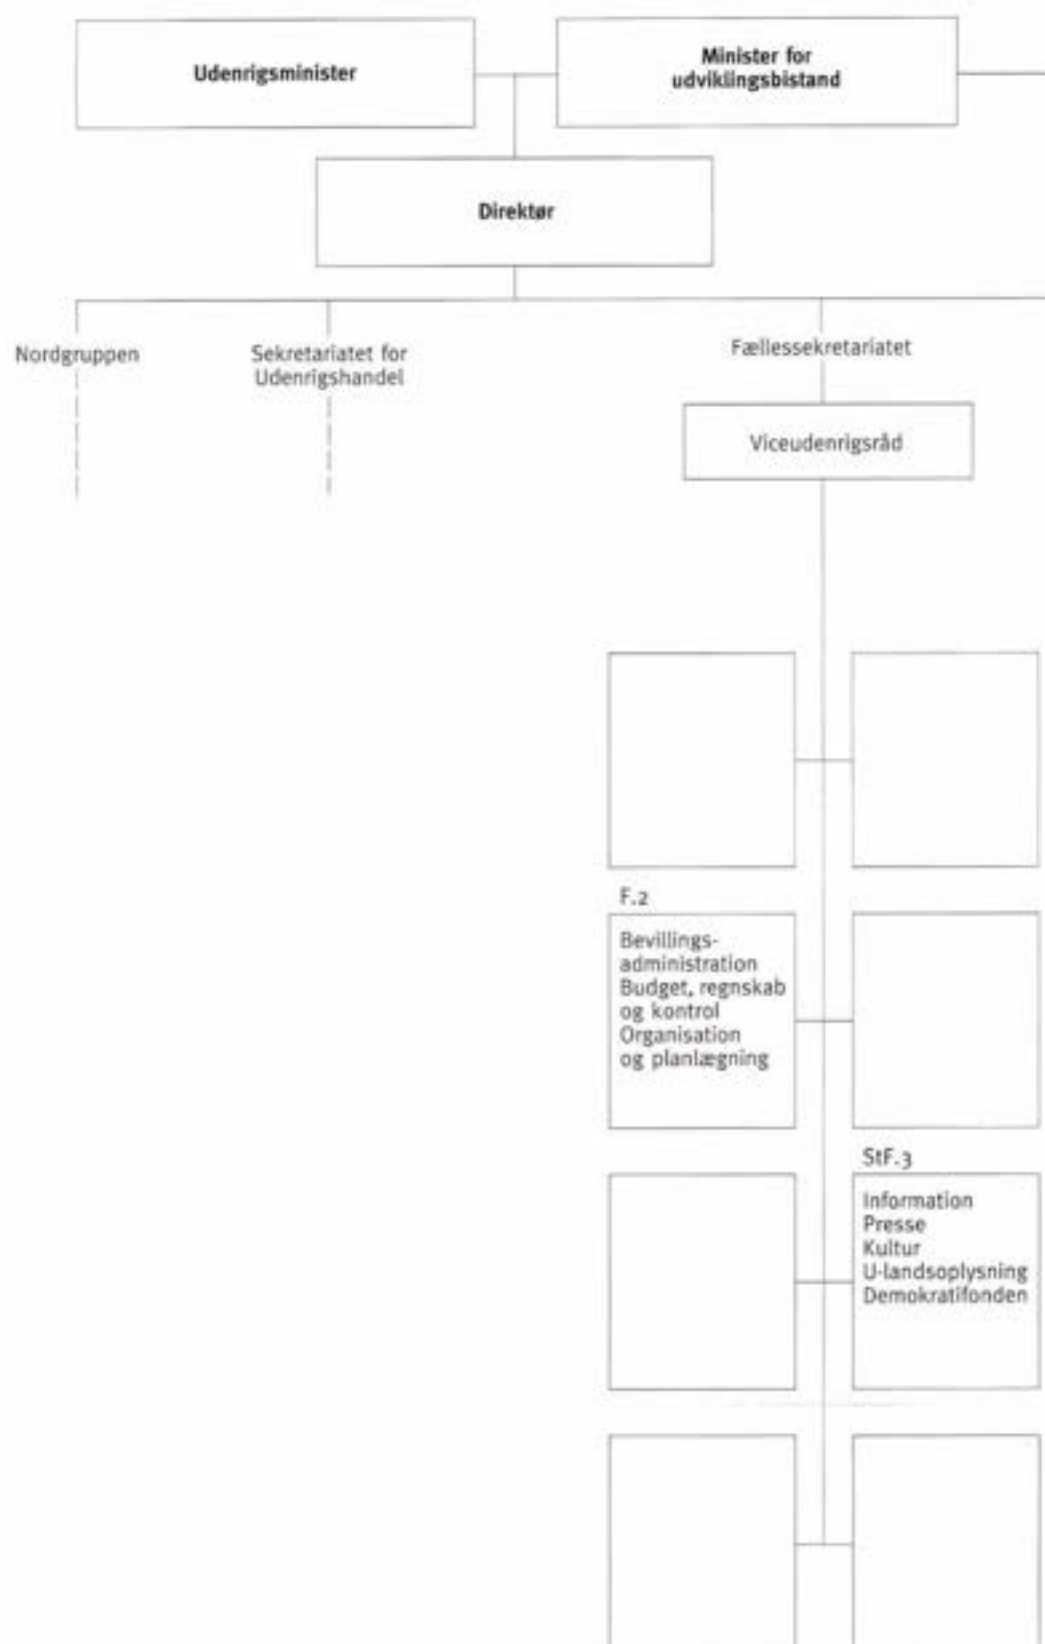 Udenrigsminister
Minister for
udviklingsbistand
Direktør
Nordgruppen
Sekretariatet for
Udenrigshandel
Fællessekretariatet
Viceudenrigsråd
F.2
Bevillings-
administration
Budget, regnskab
og kontrol
Organisation
og planlægning
StF.3
Information
Presse
Kultur
U-landsoplysning
Demokratifonden